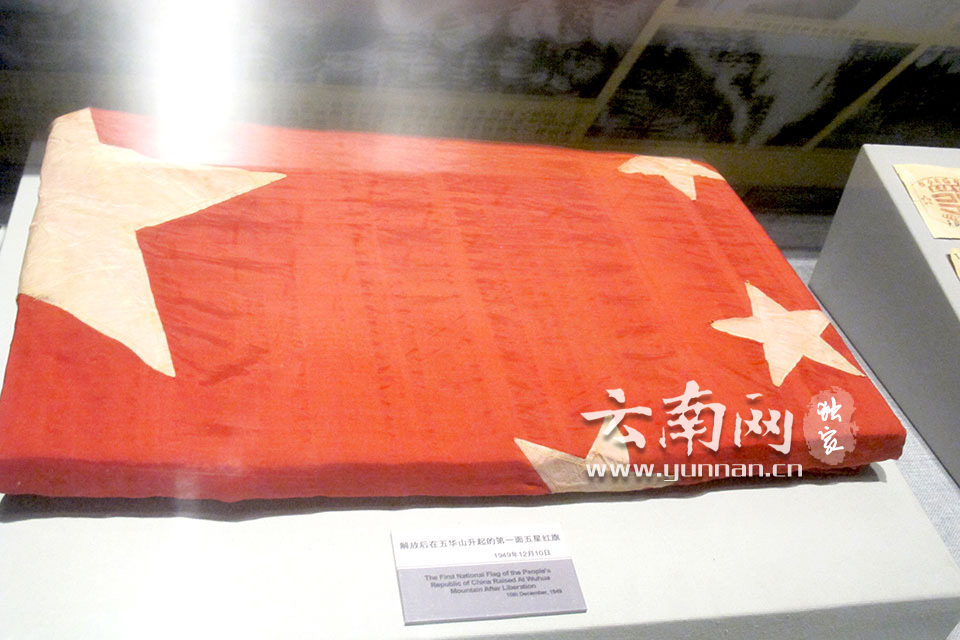 云南网 独家
www.yunnan.cn
解放后在五华山升起的第一面五星红旗
1949年12月10日
The First National Flag of the People's
Republic of China Raised At Wuhua
Mountain After Liberation
10th December, 1949